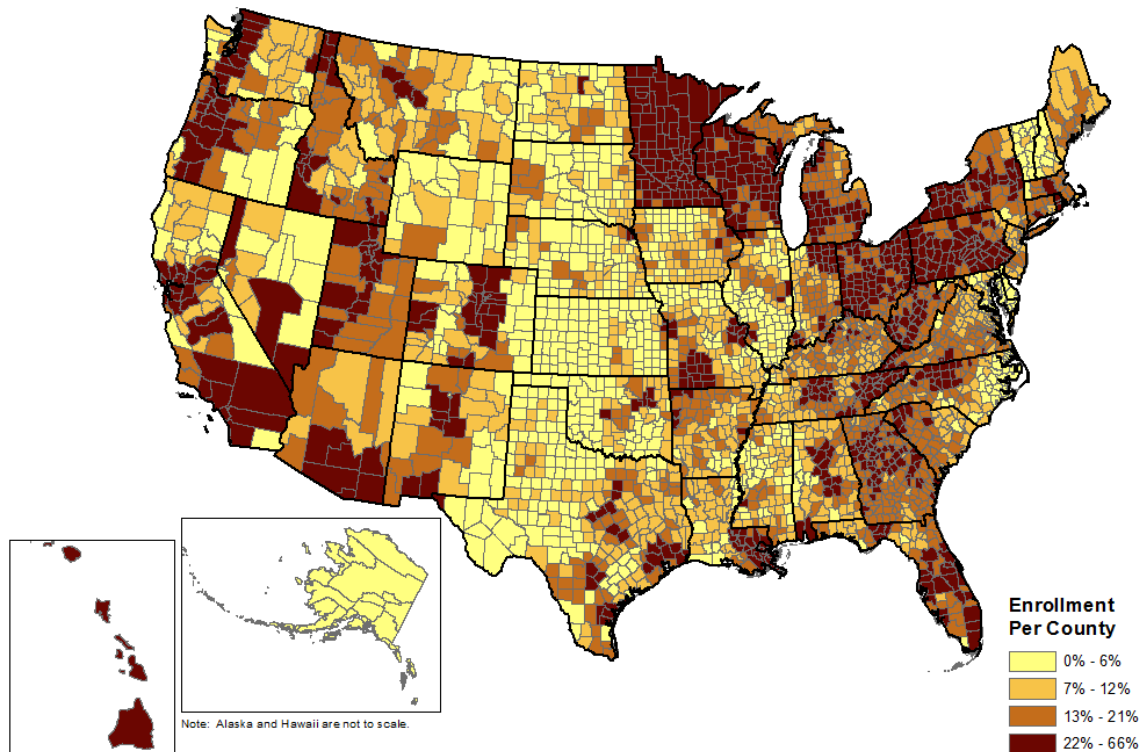 Note: Alaska and Hawaii are not to scale.
Enrollment
Per County
0% - 6%
7% - 12%
13% - 21%
22% - 66%